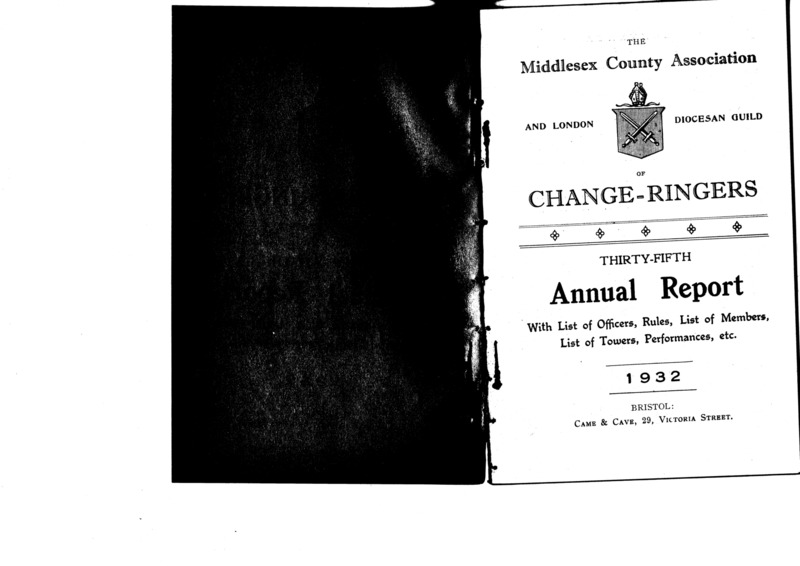 THE
Middlesex County Association
AND LONDON DIOCESAN GUILD
OF
CHANGE-RINGERS
THIRTY-FIFTH
Annual Report
With List of Officers, Rules, List of Members,
List of Towers, Performances, etc.
1932
BRISTOL:
CAME & CAVE, 29, VICTORIA STREET.